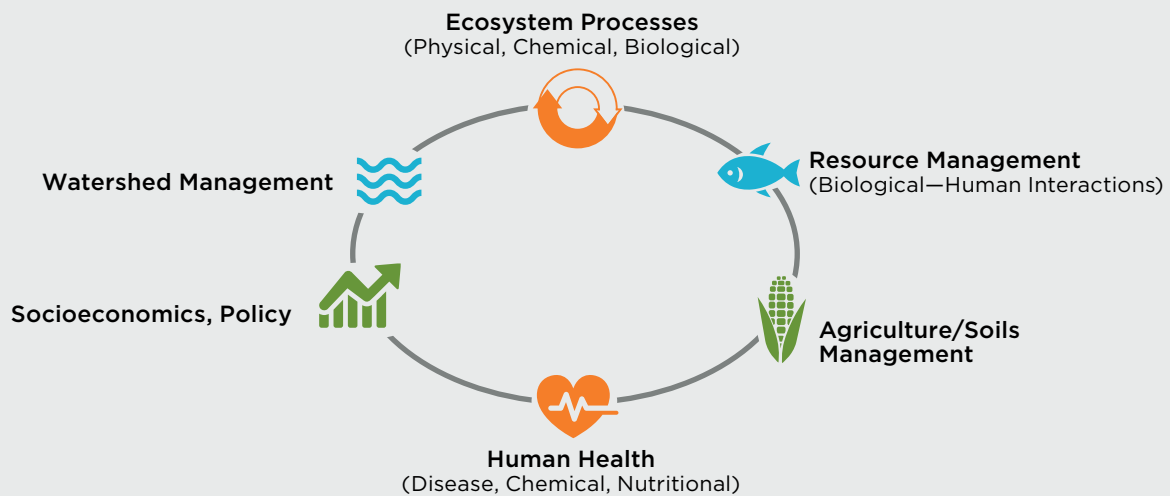 Ecosystem Processes
(Physical, Chemical, Biological)
Watershed Management
Resource Management
(Biological—Human Interactions)
Socioeconomics, Policy
Agriculture/Soils
Management
Human Health
(Disease, Chemical, Nutritional)